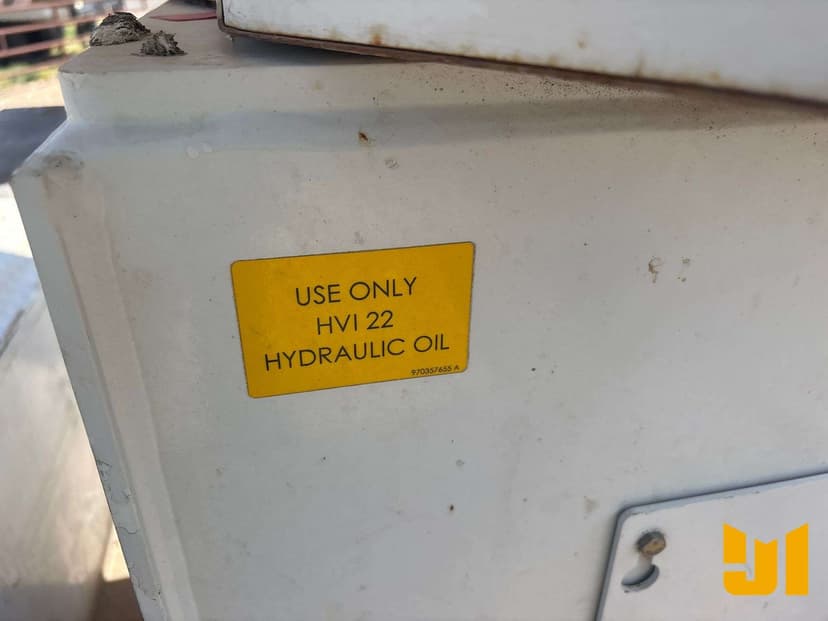 USE ONLY
HVI 22
HYDRAULIC OIL
970357655 A